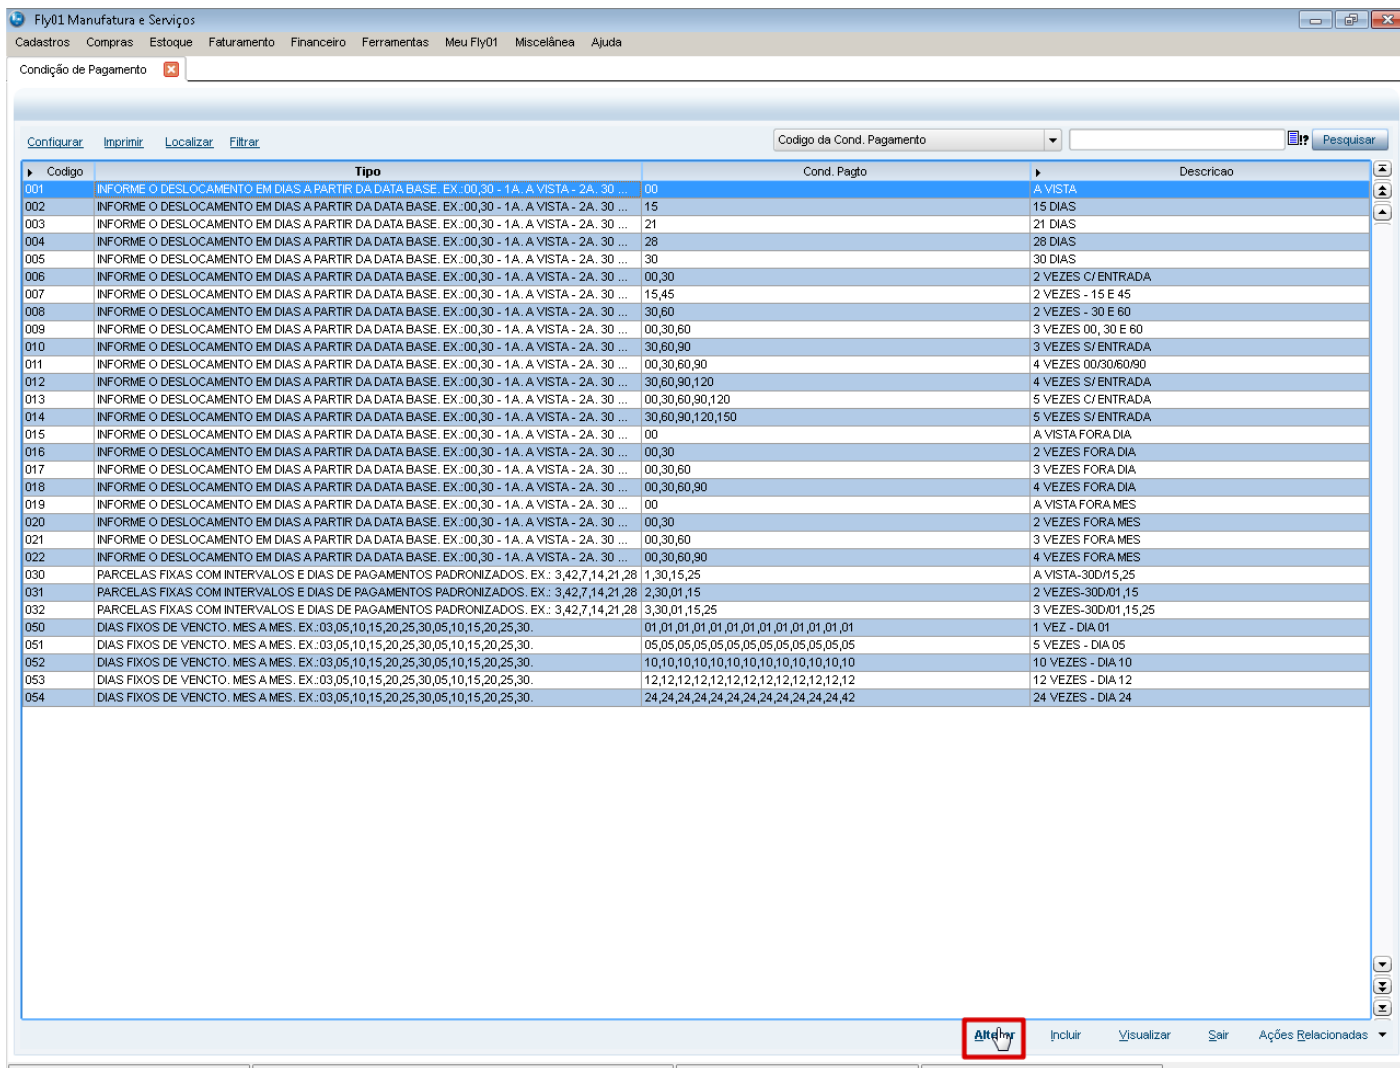 Fly01 Manufatura e Serviços
Cadastros Compras Estoque Faturamento Financeiro Ferramentas Meu Fly01 Miscelânea Ajuda
Condição de Pagamento
Configurar Imprimir Localizar Filtrar Codigo da Cond. Pagamento Pesquisar
Codigo Tipo Cond. Pagto Descricao
001 INFORME O DESLOCAMENTO EM DIAS A PARTIR DA DATA BASE. EX.:00,30 - 1A. A VISTA - 2A. 30 ... 00 A VISTA
002 INFORME O DESLOCAMENTO EM DIAS A PARTIR DA DATA BASE. EX.:00,30 - 1A. A VISTA - 2A. 30 ... 15 15 DIAS
003 INFORME O DESLOCAMENTO EM DIAS A PARTIR DA DATA BASE. EX.:00,30 - 1A. A VISTA - 2A. 30 ... 21 21 DIAS
004 INFORME O DESLOCAMENTO EM DIAS A PARTIR DA DATA BASE. EX.:00,30 - 1A. A VISTA - 2A. 30 ... 28 28 DIAS
005 INFORME O DESLOCAMENTO EM DIAS A PARTIR DA DATA BASE. EX.:00,30 - 1A. A VISTA - 2A. 30 ... 30 30 DIAS
006 INFORME O DESLOCAMENTO EM DIAS A PARTIR DA DATA BASE. EX.:00,30 - 1A. A VISTA - 2A. 30 ... 00,30 2 VEZES C/ ENTRADA
007 INFORME O DESLOCAMENTO EM DIAS A PARTIR DA DATA BASE. EX.:00,30 - 1A. A VISTA - 2A. 30 ... 15,45 2 VEZES - 15 E 45
008 INFORME O DESLOCAMENTO EM DIAS A PARTIR DA DATA BASE. EX.:00,30 - 1A. A VISTA - 2A. 30 ... 30,60 2 VEZES - 30 E 60
009 INFORME O DESLOCAMENTO EM DIAS A PARTIR DA DATA BASE. EX.:00,30 - 1A. A VISTA - 2A. 30 ... 00,30,60 3 VEZES 00, 30 E 60
010 INFORME O DESLOCAMENTO EM DIAS A PARTIR DA DATA BASE. EX.:00,30 - 1A. A VISTA - 2A. 30 ... 30,60,90 3 VEZES S/ ENTRADA
011 INFORME O DESLOCAMENTO EM DIAS A PARTIR DA DATA BASE. EX.:00,30 - 1A. A VISTA - 2A. 30 ... 00,30,60,90 4 VEZES 00/30/60/90
012 INFORME O DESLOCAMENTO EM DIAS A PARTIR DA DATA BASE. EX.:00,30 - 1A. A VISTA - 2A. 30 ... 30,60,90,120 4 VEZES S/ ENTRADA
013 INFORME O DESLOCAMENTO EM DIAS A PARTIR DA DATA BASE. EX.:00,30 - 1A. A VISTA - 2A. 30 ... 00,30,60,90,120 5 VEZES C/ ENTRADA
014 INFORME O DESLOCAMENTO EM DIAS A PARTIR DA DATA BASE. EX.:00,30 - 1A. A VISTA - 2A. 30 ... 30,60,90,120,150 5 VEZES S/ ENTRADA
015 INFORME O DESLOCAMENTO EM DIAS A PARTIR DA DATA BASE. EX.:00,30 - 1A. A VISTA - 2A. 30 ... 00 A VISTA FORA DIA
016 INFORME O DESLOCAMENTO EM DIAS A PARTIR DA DATA BASE. EX.:00,30 - 1A. A VISTA - 2A. 30 ... 00,30 2 VEZES FORA DIA
017 INFORME O DESLOCAMENTO EM DIAS A PARTIR DA DATA BASE. EX.:00,30 - 1A. A VISTA - 2A. 30 ... 00,30,60 3 VEZES FORA DIA
018 INFORME O DESLOCAMENTO EM DIAS A PARTIR DA DATA BASE. EX.:00,30 - 1A. A VISTA - 2A. 30 ... 00,30,60,90 4 VEZES FORA DIA
019 INFORME O DESLOCAMENTO EM DIAS A PARTIR DA DATA BASE. EX.:00,30 - 1A. A VISTA - 2A. 30 ... 00 A VISTA FORA MES
020 INFORME O DESLOCAMENTO EM DIAS A PARTIR DA DATA BASE. EX.:00,30 - 1A. A VISTA - 2A. 30 ... 00,30 2 VEZES FORA MES
021 INFORME O DESLOCAMENTO EM DIAS A PARTIR DA DATA BASE. EX.:00,30 - 1A. A VISTA - 2A. 30 ... 00,30,60 3 VEZES FORA MES
022 INFORME O DESLOCAMENTO EM DIAS A PARTIR DA DATA BASE. EX.:00,30 - 1A. A VISTA - 2A. 30 ... 00,30,60,90 4 VEZES FORA MES
030 PARCELAS FIXAS COM INTERVALOS E DIAS DE PAGAMENTOS PADRONIZADOS. EX.: 3,42,7,14,21,28 1,30,15,25 A VISTA-30D/15,25
031 PARCELAS FIXAS COM INTERVALOS E DIAS DE PAGAMENTOS PADRONIZADOS. EX.: 3,42,7,14,21,28 2,30,01,15 2 VEZES-30D/01,15
032 PARCELAS FIXAS COM INTERVALOS E DIAS DE PAGAMENTOS PADRONIZADOS. EX.: 3,42,7,14,21,28 3,30,01,15,25 3 VEZES-30D/01,15,25
050 DIAS FIXOS DE VENCTO. MES A MES. EX.:03,05,10,15,20,25,30,05,10,15,20,25,30. 01,01,01,01,01,01,01,01,01,01,01,01,01 1 VEZ - DIA 01
051 DIAS FIXOS DE VENCTO. MES A MES. EX.:03,05,10,15,20,25,30,05,10,15,20,25,30. 05,05,05,05,05,05,05,05,05,05,05,05,05 5 VEZES - DIA 05
052 DIAS FIXOS DE VENCTO. MES A MES. EX.:03,05,10,15,20,25,30,05,10,15,20,25,30. 10,10,10,10,10,10,10,10,10,10,10,10,10 10 VEZES - DIA 10
053 DIAS FIXOS DE VENCTO. MES A MES. EX.:03,05,10,15,20,25,30,05,10,15,20,25,30. 12,12,12,12,12,12,12,12,12,12,12,12,12 12 VEZES - DIA 12
054 DIAS FIXOS DE VENCTO. MES A MES. EX.:03,05,10,15,20,25,30,05,10,15,20,25,30. 24,24,24,24,24,24,24,24,24,24,24,24,42 24 VEZES - DIA 24
Alterar Incluir Visualizar Sair Ações Relacionadas